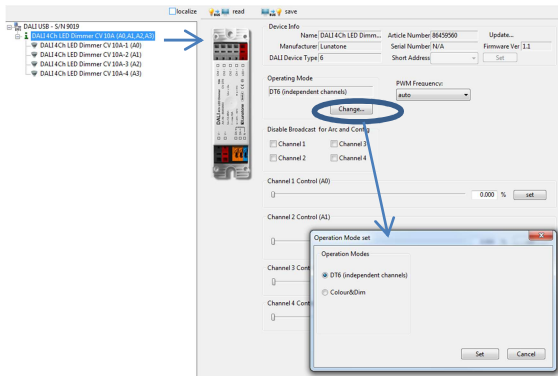 localize
read
save
DALI USB - S/N 9019
DALI 4Ch LED Dimmer CV 10A (A0,A1,A2,A3)
DALI 4Ch LED Dimmer CV 10A-1 (A0)
DALI 4Ch LED Dimmer CV 10A-2 (A1)
DALI 4Ch LED Dimmer CV 10A-3 (A2)
DALI 4Ch LED Dimmer CV 10A-4 (A3)
Device Info
Name DALI 4Ch LED Dimm... Article Number 86459560 Update...
Manufacturer Lunatone Serial Number N/A Firmware Ver 1.1
DALI Device Type 6 Short Address Set
Operating Mode
DT6 (independent channels)
PWM Frequency:
auto
Change...
Disable Broadcast for Arc and Config
Channel 1 Channel 3
Channel 2 Channel 4
Channel 1 Control (A0)
0.000 % set
Channel 2 Control (A1)
Channel 3 Cont
Channel 4 Cont
Operation Mode set
Operation Modes
DT6 (independent channels)
Colour&Dim
Set Cancel